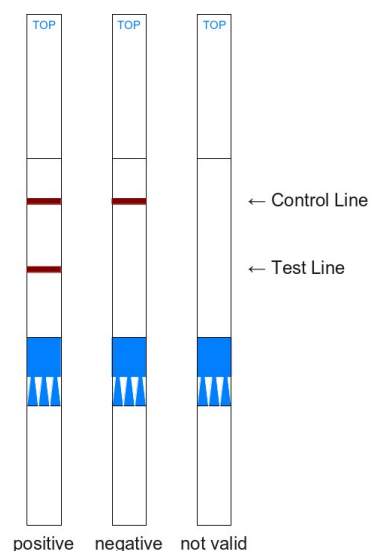 TOP TOP TOP
← Control Line
← Test Line
positive negative not valid